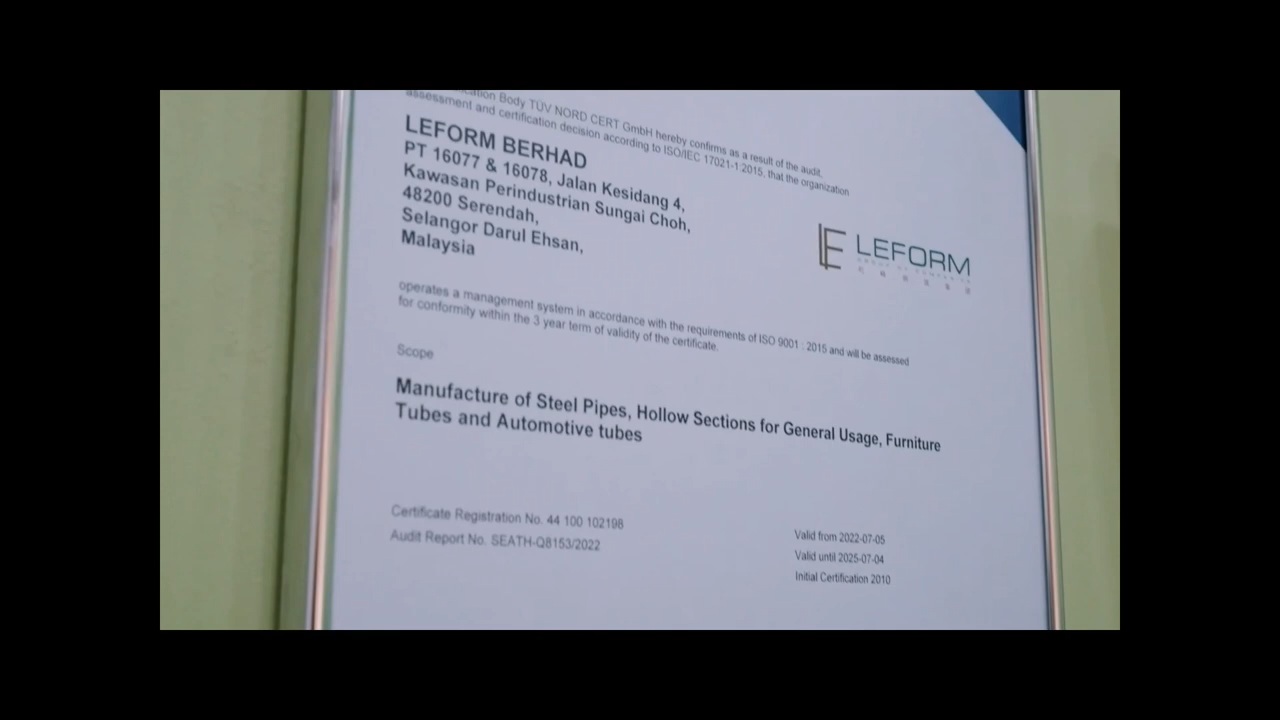 Body TÜV NORD CERT GmbH hereby confirms as a result of the audit,
assessment and certification decision according to ISO/IEC 17021-1:2015, that the organization
LEFORM BERHAD
PT 16077 & 16078, Jalan Kesidang 4,
Kawasan Perindustrian Sungai Choh,
48200 Serendah,
Selangor Darul Ehsan,
Malaysia
LEFORM
operates a management system in accordance with the requirements of ISO 9001 : 2015 and will be assessed
for conformity within the 3 year term of validity of the certificate.
Scope
Manufacture of Steel Pipes, Hollow Sections for General Usage, Furniture
Tubes and Automotive tubes
Certificate Registration No. 44 100 102198
Audit Report No. SEATH-Q8153/2022
Valid from 2022-07-05
Valid until 2025-07-04
Initial Certification 2010